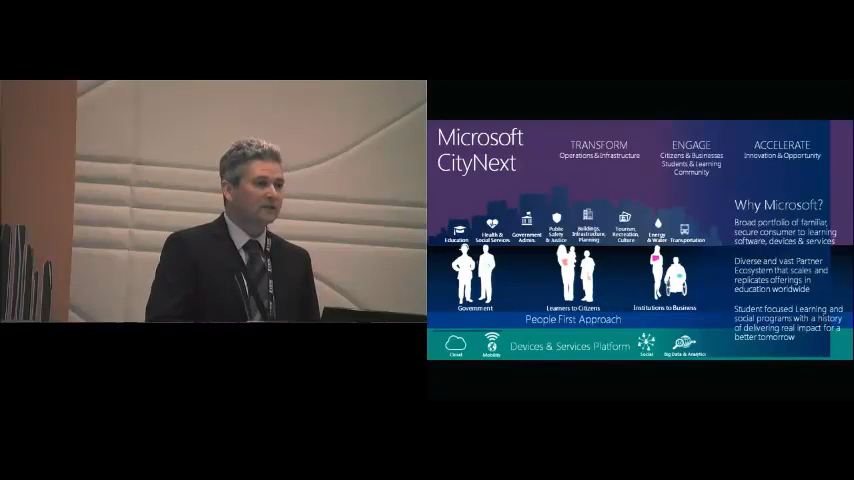 Microsoft
CityNext
TRANSFORM
Operations & Infrastructure
ENGAGE
Citizens & Businesses
Students & Learning
Community
ACCELERATE
Innovation & Opportunity
Education
Health &
Social Services
Government
Admin.
Public
Safety
& Justice
Buildings,
Infrastructure,
Planning
Tourism,
Recreation,
Culture
Energy
& Water
Transportation
Government
Learners to Citizens
Institutions to Business
People First Approach
Cloud
Mobility
Devices & Services Platform
Social
Big Data & Analytics
Why Microsoft?
Broad portfolio of familiar,
secure consumer to learning
software, devices & services
Diverse and vast Partner
Ecosystem that scales and
replicates offerings in
education worldwide
Student focused Learning and
social programs with a history
of delivering real impact for a
better tomorrow